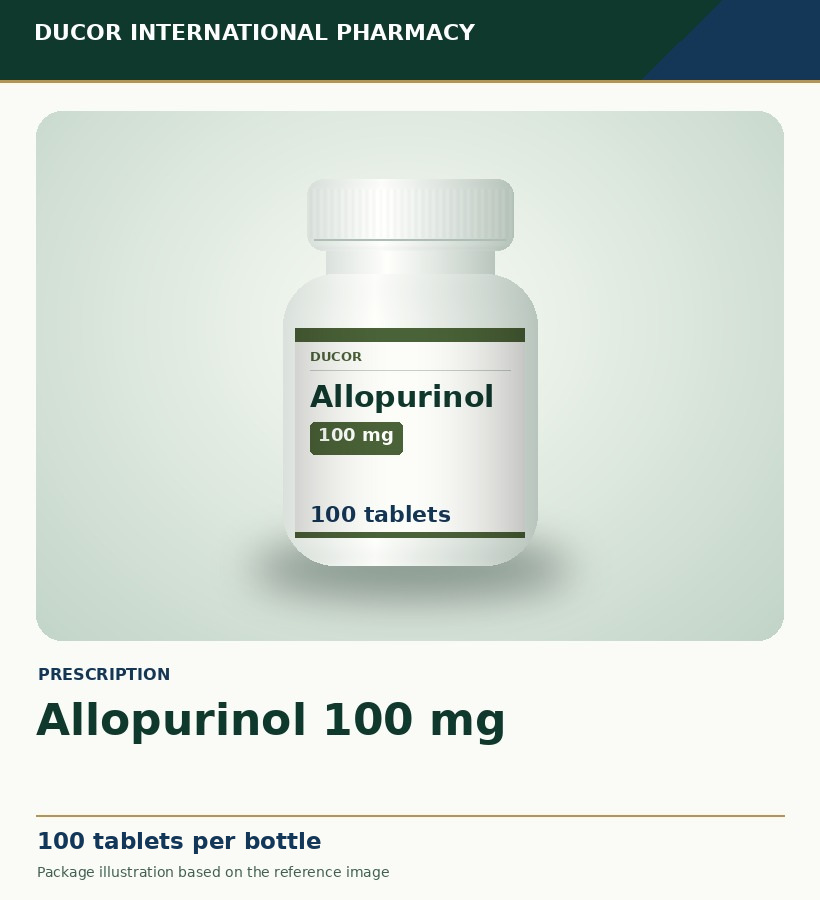 DUCOR INTERNATIONAL PHARMACY
DUCOR
Allopurinol
100 mg
100 tablets
PRESCRIPTION
Allopurinol 100 mg
100 tablets per bottle
Package illustration based on the reference image